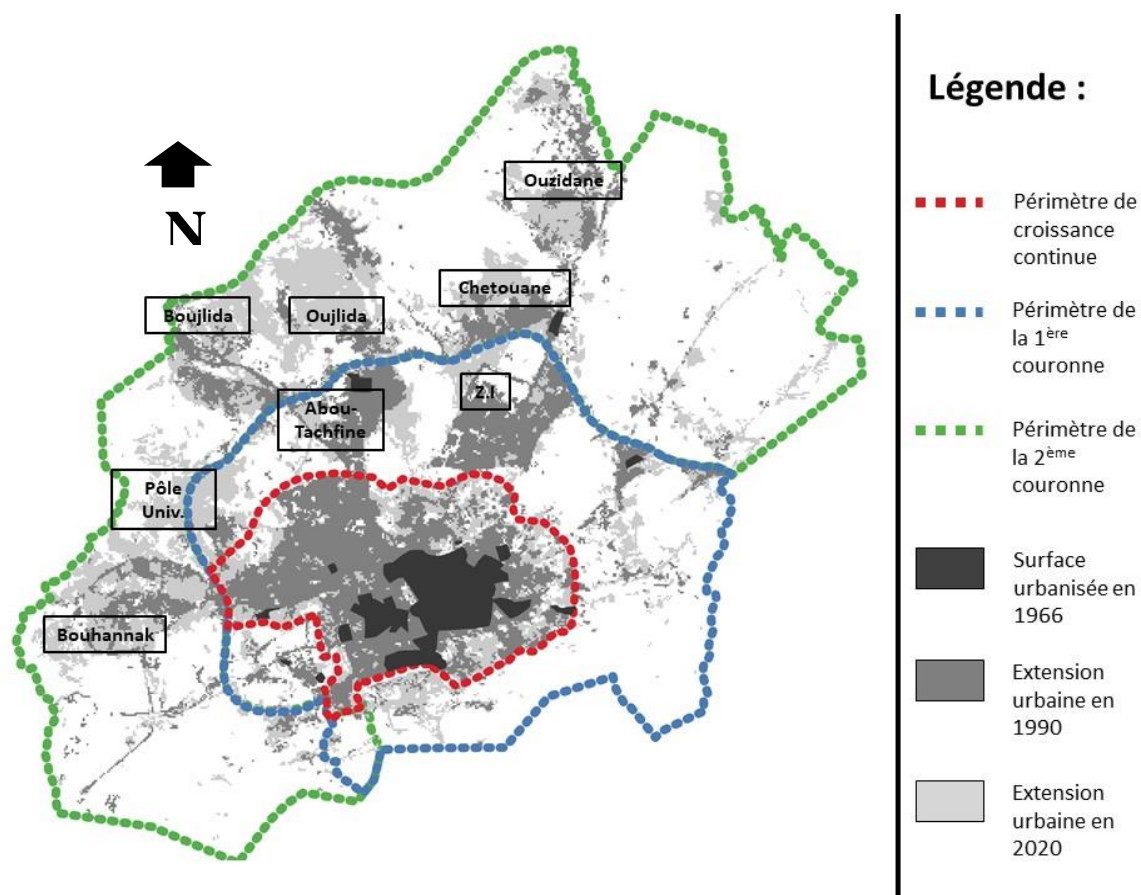 N
Ouzidane
Chetouane
Boujlida
Oujlida
Z.I
Abou-
Tachfine
Pôle
Univ.
Bouhannak
Légende :
Périmètre de
croissance
continue
Périmètre de
la 1ère
couronne
Périmètre de
la 2ème
couronne
Surface
urbanisée en
1966
Extension
urbaine en
1990
Extension
urbaine en
2020